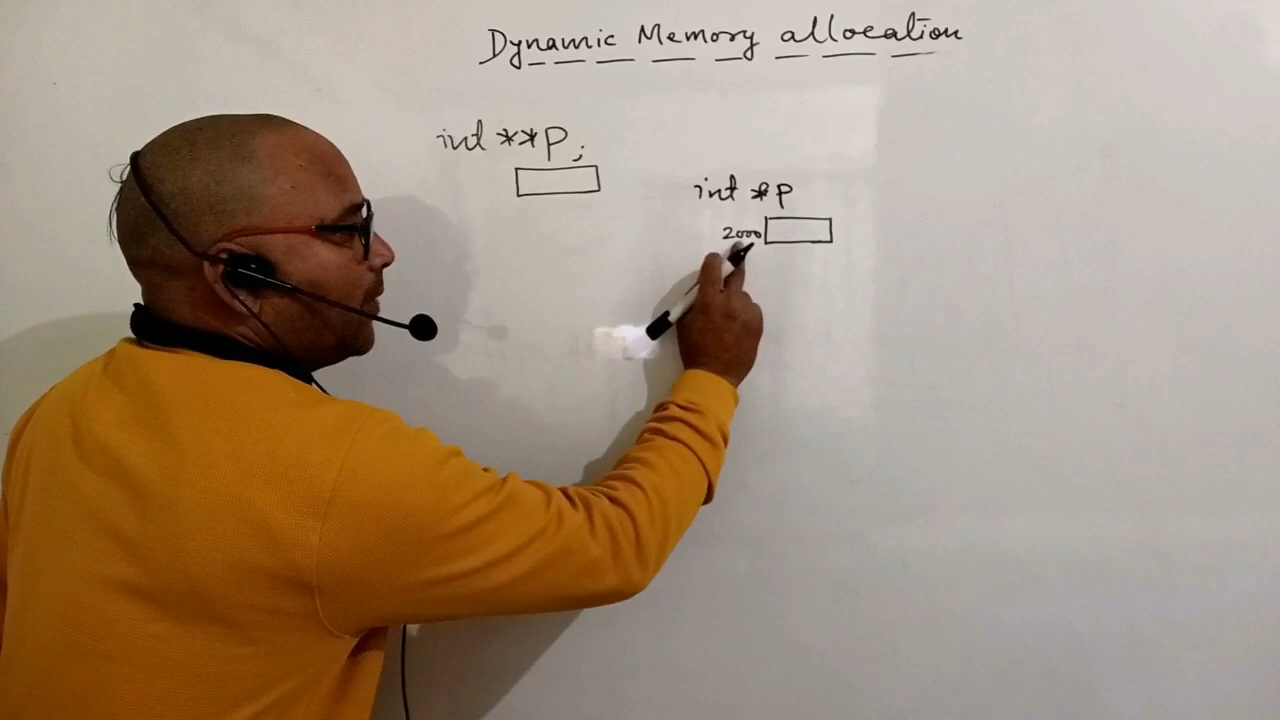 Dynamic Memory allocation
int **P;
int *p
2000